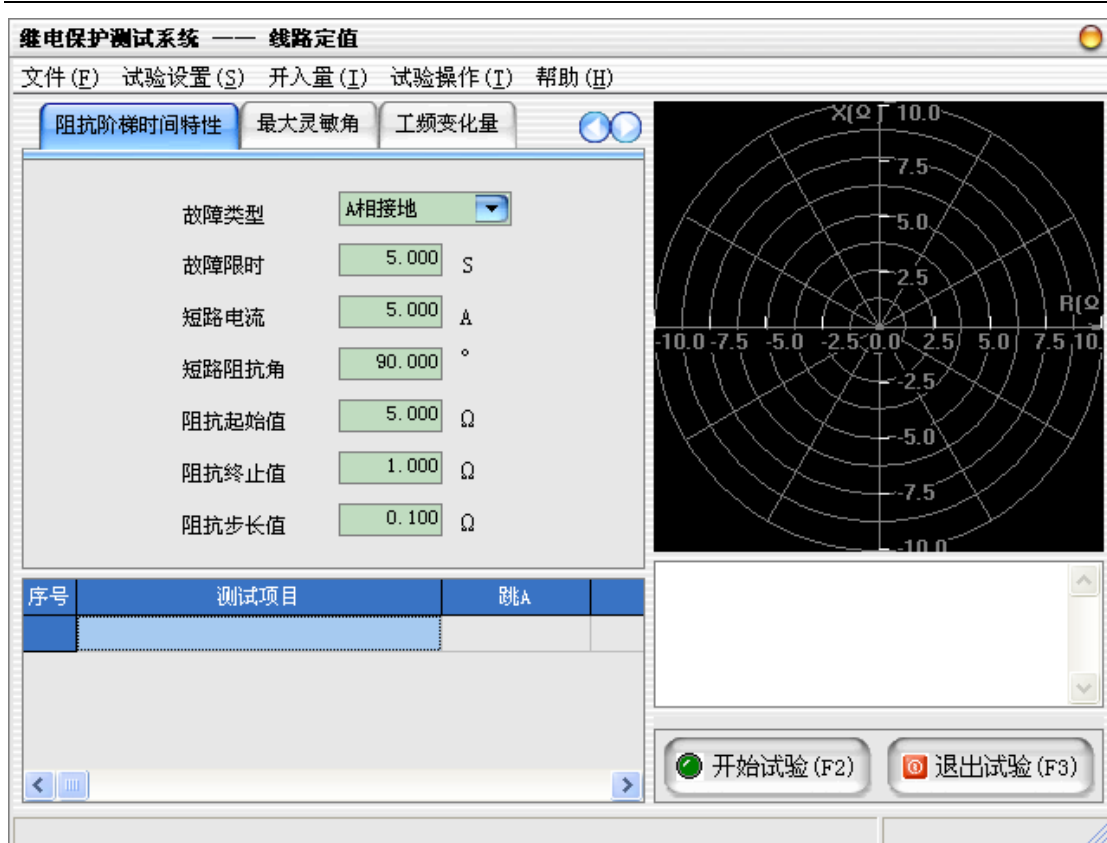 继电保护测试系统 —— 线路定值
文件(F) 试验设置(S) 开入量(I) 试验操作(T) 帮助(H)
阻抗阶梯时间特性 最大灵敏角 工频变化量
故障类型 A相接地
故障限时 5.000 S
短路电流 5.000 A
短路阻抗角 90.000 °
阻抗起始值 5.000 Ω
阻抗终止值 1.000 Ω
阻抗步长值 0.100 Ω
X(Ω 10.0
7.5
5.0
2.5
R(Ω
-10.0 -7.5 -5.0 -2.5 0.0 2.5 5.0 7.5 10.
-2.5
-5.0
-7.5
-10.0
序号 测试项目 跳A
开始试验(F2) 退出试验(F3)